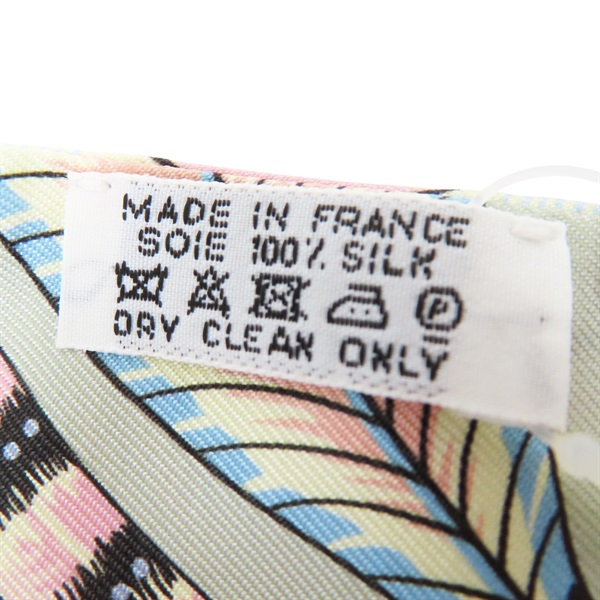 MADE IN FRANCE
SOIE 100% SILK
P
DRY CLEAN ONLY